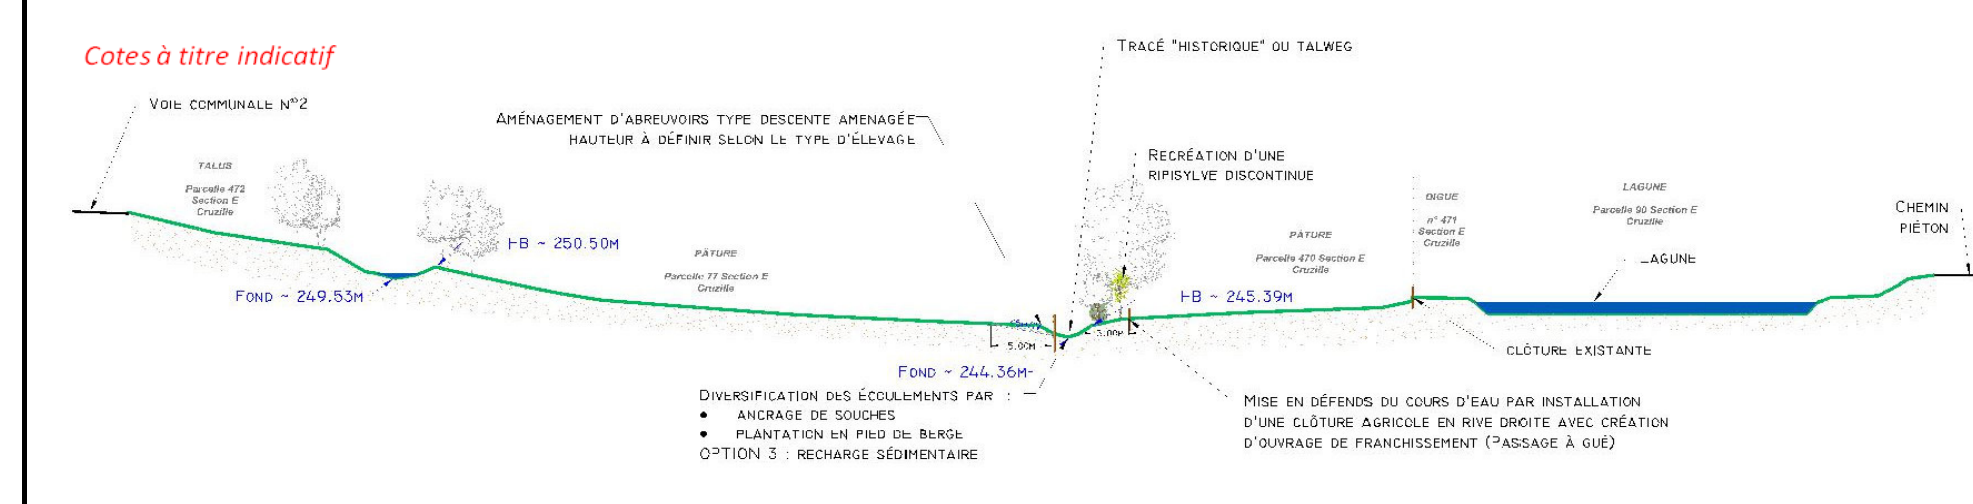 Cotes à titre indicatif
VOIE COMMUNALE N°2
TALUS
Parcelle 472
Section E
Cruzille
HB ~ 250.50M
FOND ~ 249.53M
PÂTURE
Parcelle 77 Section E
Cruzille
AMÉNAGEMENT D'ABREUVOIRS TYPE DESCENTE AMENAGÉE
HAUTEUR À DÉFINIR SELON LE TYPE D'ÉLEVAGE
TRACÉ "HISTORIQUE" OU TALWEG
RECRÉATION D'UNE
RIPISYLVE DISCONTINUE
5.00M
3.00M
FOND ~ 244.36M
HB ~ 245.39M
PÂTURE
Parcelle 470 Section E
Cruzille
DIGUE
n° 471
Section E
Cruzille
LAGUNE
Parcelle 90 Section E
Cruzille
LAGUNE
CHEMIN
PIÉTON
CLÔTURE EXISTANTE
DIVERSIFICATION DES ÉCOULEMENTS PAR :
• ANCRAGE DE SOUCHES
• PLANTATION EN PIED DE BERGE
OPTION 3 : RECHARGE SÉDIMENTAIRE
MISE EN DÉFENDS DU COURS D'EAU PAR INSTALLATION
D'UNE CLÔTURE AGRICOLE EN RIVE DROITE AVEC CRÉATION
D'OUVRAGE DE FRANCHISSEMENT (PASSAGE À GUÉ)